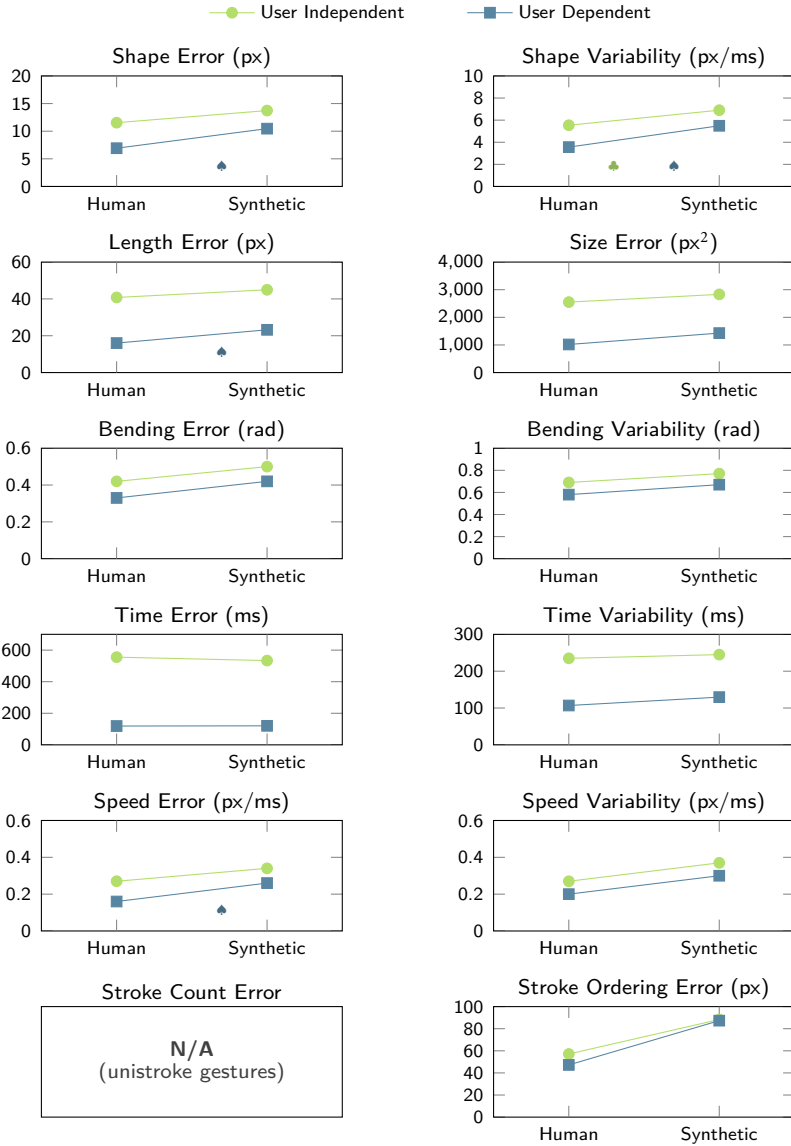 User Independent User Dependent
Shape Error (px)
20
15
10
5
0
Human Synthetic
♠
Shape Variability (px/ms)
10
8
6
4
2
0
Human Synthetic
♣ ♠
Length Error (px)
60
40
20
0
Human Synthetic
♠
Size Error (px²)
4,000
3,000
2,000
1,000
0
Human Synthetic
Bending Error (rad)
0.6
0.4
0.2
0
Human Synthetic
Bending Variability (rad)
1
0.8
0.6
0.4
0.2
0
Human Synthetic
Time Error (ms)
600
400
200
0
Human Synthetic
Time Variability (ms)
300
200
100
0
Human Synthetic
Speed Error (px/ms)
0.6
0.4
0.2
0
Human Synthetic
♠
Speed Variability (px/ms)
0.6
0.4
0.2
0
Human Synthetic
Stroke Count Error
N/A
(unistroke gestures)
Stroke Ordering Error (px)
100
80
60
40
20
0
Human Synthetic